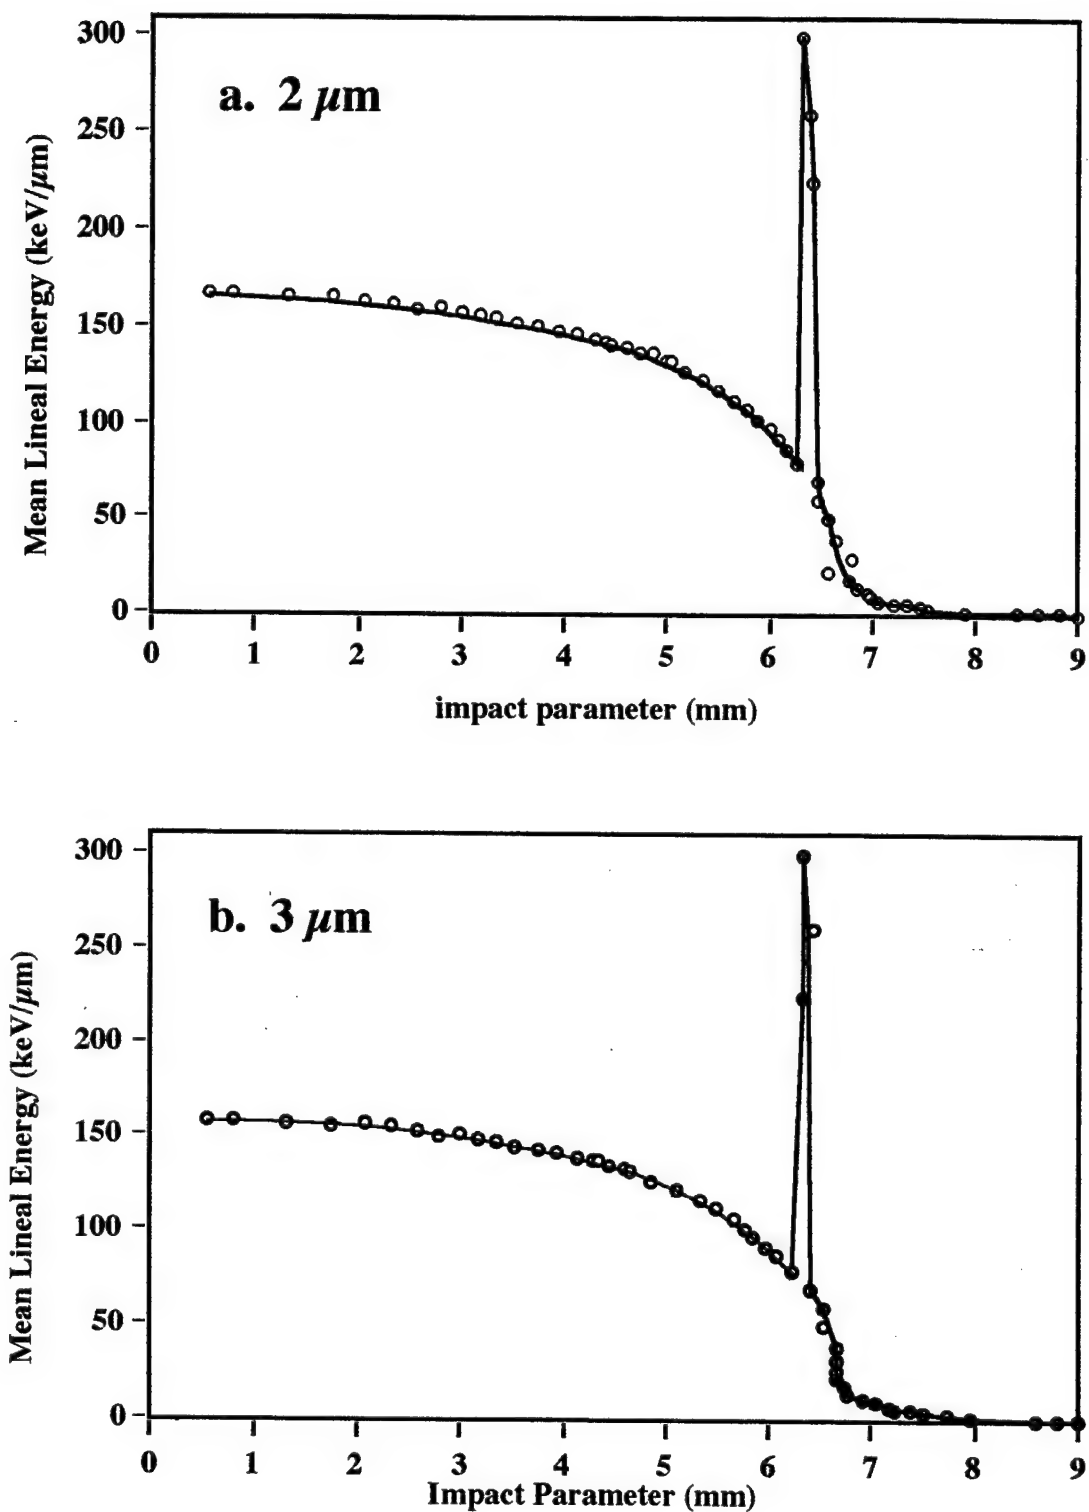 a. 2 μm
Mean Lineal Energy (keV/μm)
300
250
200
150
100
50
0
0 1 2 3 4 5 6 7 8 9
impact parameter (mm)
b. 3 μm
Mean Lineal Energy (keV/μm)
300
250
200
150
100
50
0
0 1 2 3 4 5 6 7 8 9
Impact Parameter (mm)